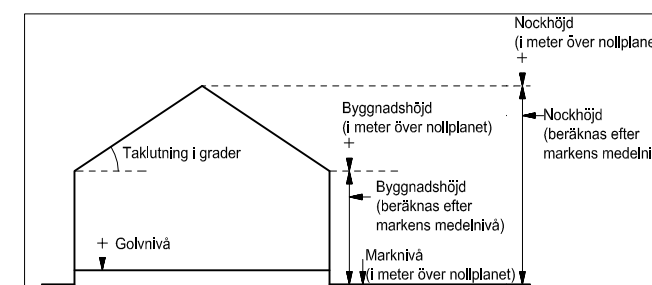 Nockhöjd
(i meter över nollplane
+
Byggnadshöjd
(i meter över nollplanet)
+
Nockhöjd
(beräknas efter
markens medelni
Taklutning i grader
Byggnadshöjd
(beräknas efter
markens medelnivå)
+ Golvnivå
Marknivå
(i meter över nollplanet)